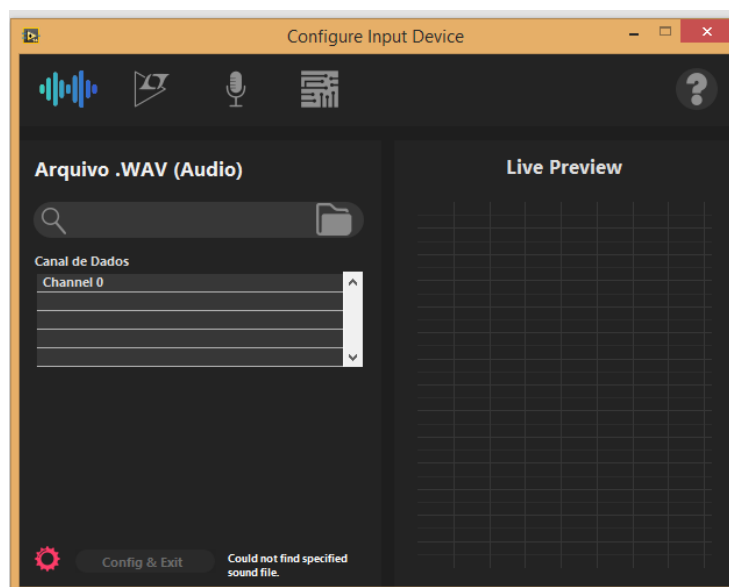 Configure Input Device
Arquivo .WAV (Audio)
Canal de Dados
Channel 0
Config & Exit
Could not find specified
sound file.
Live Preview